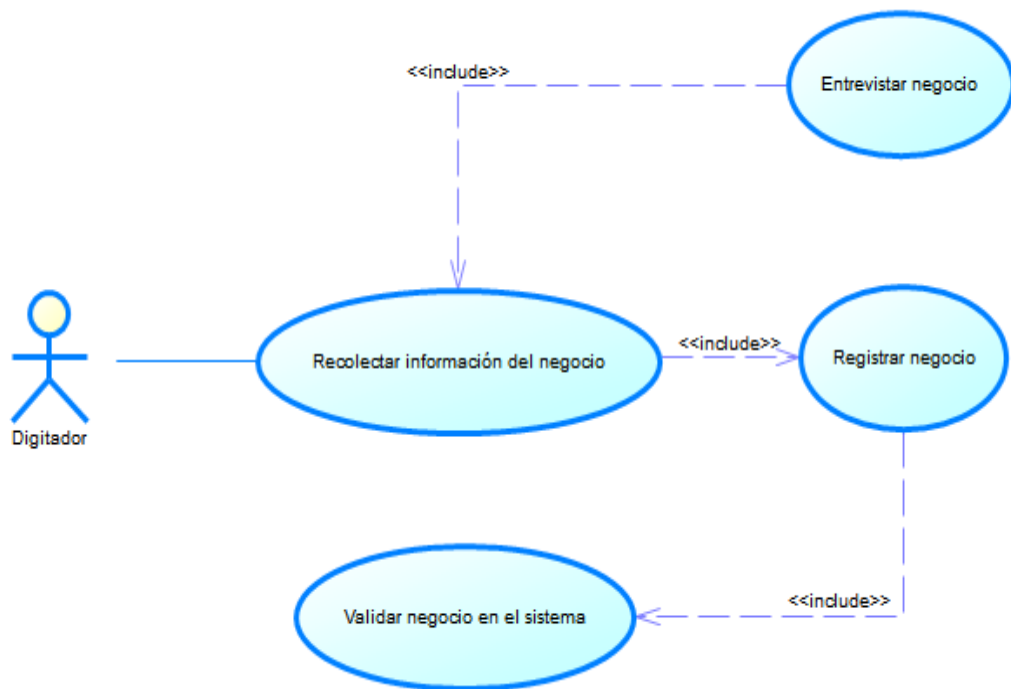 <<include>>
Entrevistar negocio
Recolectar información del negocio
<<include>>
Registrar negocio
Digitador
<<include>>
Validar negocio en el sistema